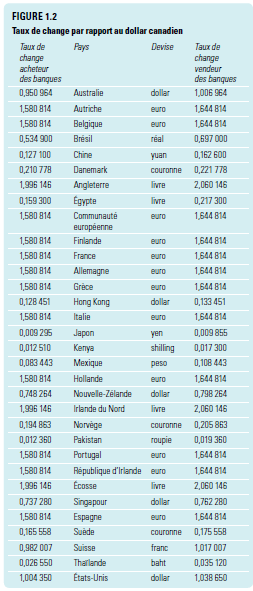 FIGURE 1.2
Taux de change par rapport au dollar canadien
Taux de change acheteur des banques Pays Devise Taux de change vendeur des banques
0,950 964 Australie dollar 1,006 964
1,580 814 Autriche euro 1,644 814
1,580 814 Belgique euro 1,644 814
0,534 900 Brésil réal 0,697 000
0,127 100 Chine yuan 0,162 600
0,210 778 Danemark couronne 0,221 778
1,996 146 Angleterre livre 2,060 146
0,159 300 Égypte livre 0,217 300
1,580 814 Communauté européenne euro 1,644 814
1,580 814 Finlande euro 1,644 814
1,580 814 France euro 1,644 814
1,580 814 Allemagne euro 1,644 814
1,580 814 Grèce euro 1,644 814
0,128 451 Hong Kong dollar 0,133 451
1,580 814 Italie euro 1,644 814
0,009 295 Japon yen 0,009 855
0,012 510 Kenya shilling 0,017 300
0,083 443 Mexique peso 0,108 443
1,580 814 Hollande euro 1,644 814
0,748 264 Nouvelle-Zélande dollar 0,798 264
1,996 146 Irlande du Nord livre 2,060 146
0,194 863 Norvège couronne 0,205 863
0,012 360 Pakistan roupie 0,019 360
1,580 814 Portugal euro 1,644 814
1,580 814 République d'Irlande euro 1,644 814
1,996 146 Écosse livre 2,060 146
0,737 280 Singapour dollar 0,762 280
1,580 814 Espagne euro 1,644 814
0,165 558 Suède couronne 0,175 558
0,982 007 Suisse franc 1,017 007
0,026 550 Thaïlande baht 0,035 120
1,004 350 États-Unis dollar 1,038 650